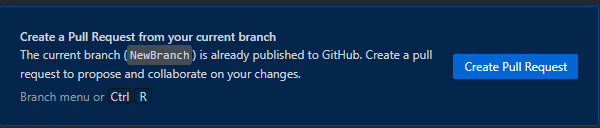 Create a Pull Request from your current branch
The current branch (NewBranch) is already published to GitHub. Create a pull
request to propose and collaborate on your changes.
Create Pull Request
Branch menu or Ctrl R